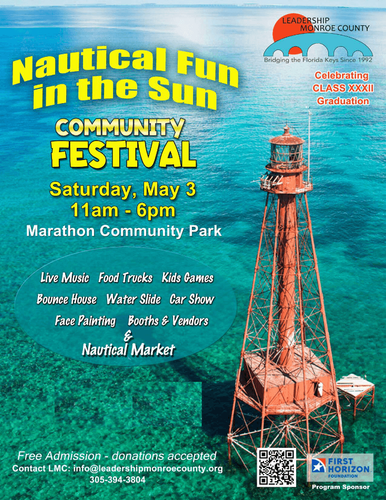 LEADERSHIP
MONROE COUNTY
Bridging the Florida Keys Since 1992
Celebrating
CLASS XXXII
Graduation
Nautical Fun
in the Sun
COMMUNITY
FESTIVAL
Saturday, May 3
11am - 6pm
Marathon Community Park
Live Music Food Trucks Kids Games
Bounce House Water Slide Car Show
Face Painting Booths & Vendors
&
Nautical Market
Free Admission - donations accepted
Contact LMC: info@leadershipmonroecounty.org
305-394-3804
FIRST
HORIZON
FOUNDATION
Program Sponsor